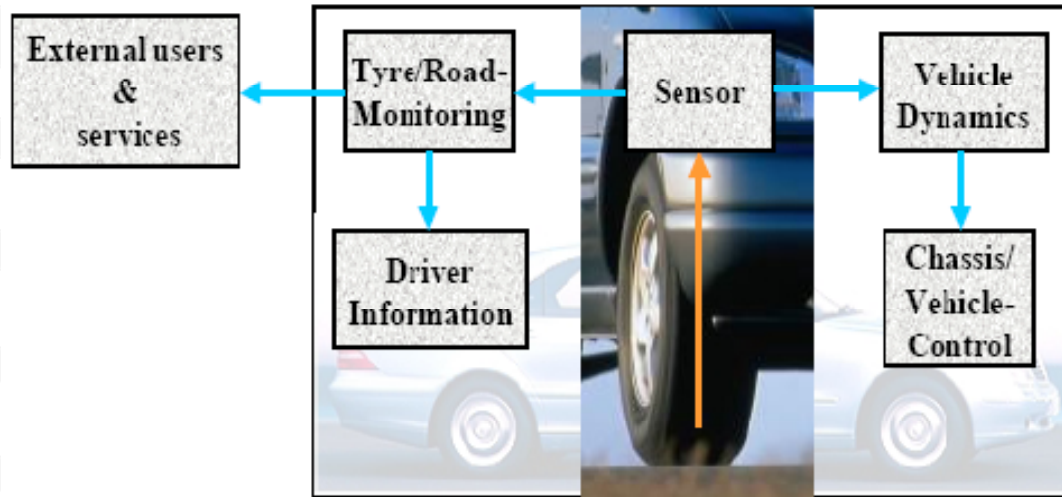 External users
&
services
Tyre/Road-
Monitoring
Sensor
Vehicle
Dynamics
Driver
Information
Chassis/
Vehicle-
Control